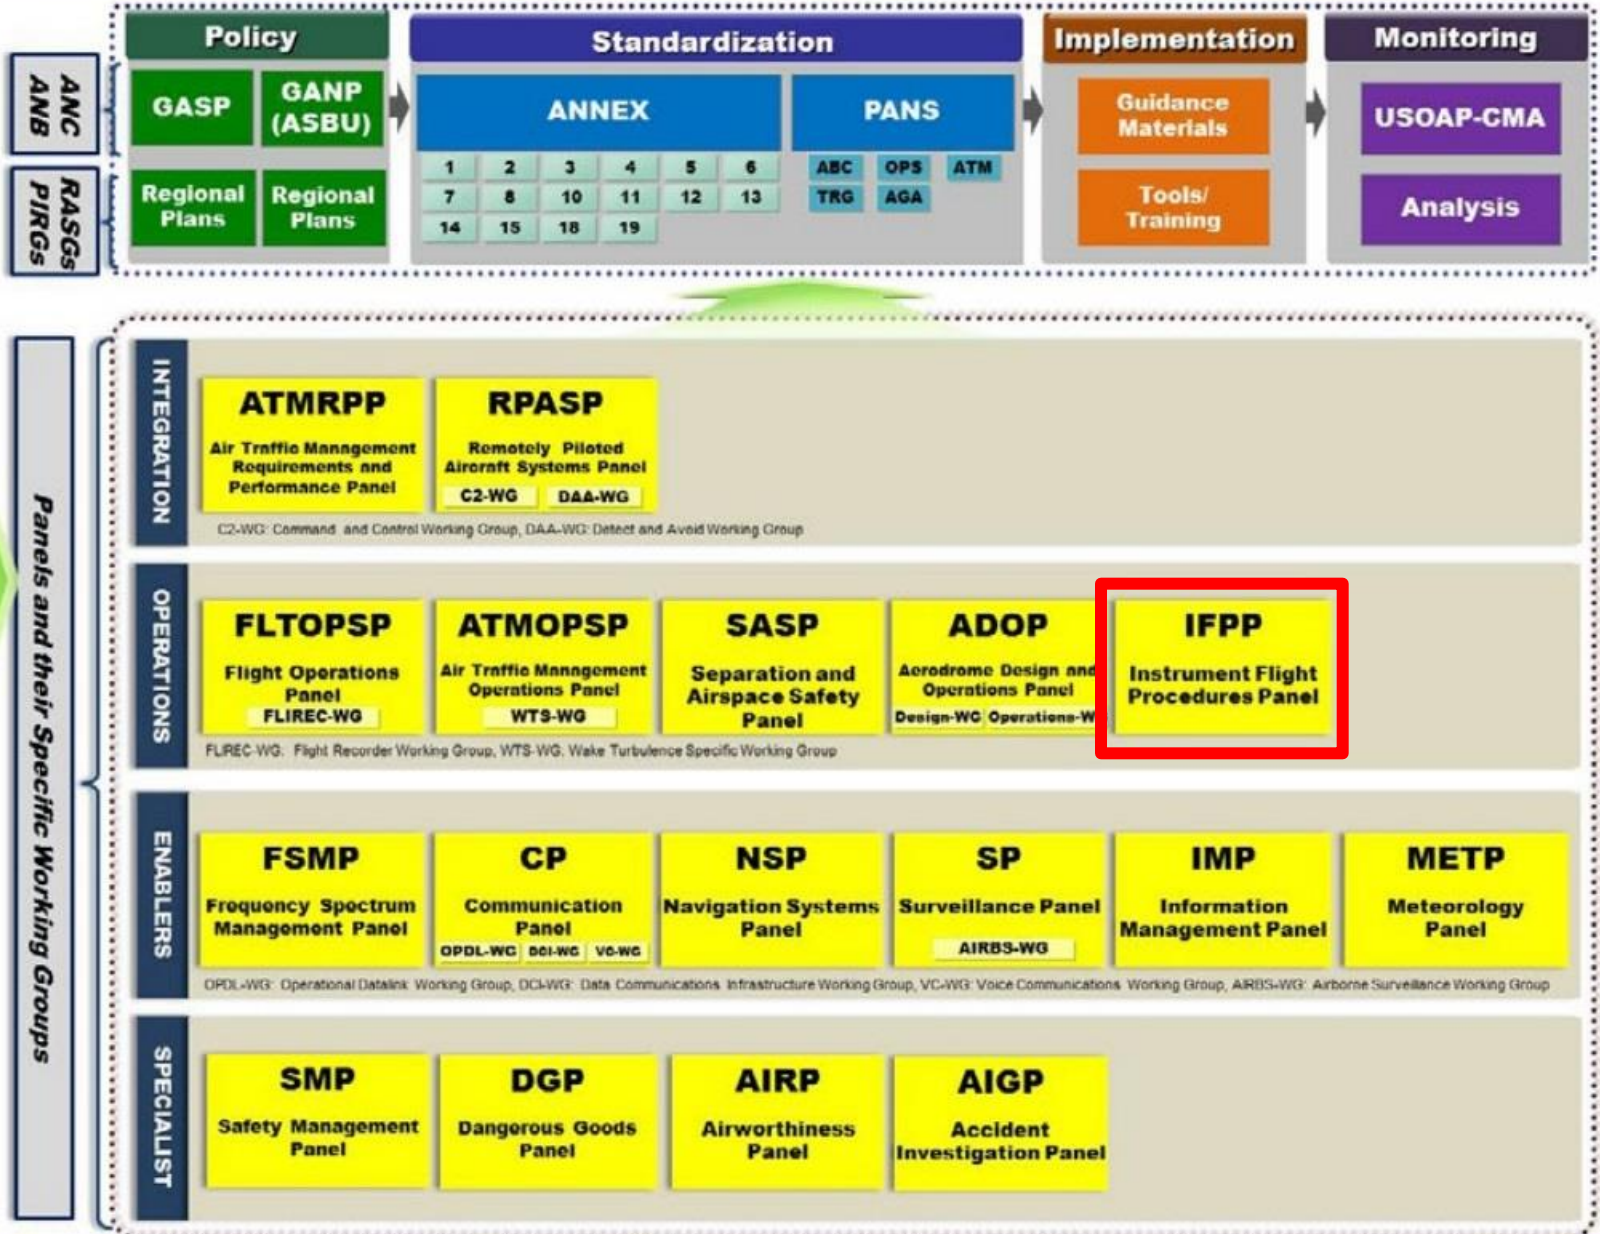 Policy
Standardization
Implementation
Monitoring
ANC
ANB
GASP
GANP
(ASBU)
ANNEX
PANS
Guidance
Materials
USOAP-CMA
1 2 3 4 5 6
ABC OPS ATM
RASGs
PIRGs
Regional
Plans
Regional
Plans
7 8 10 11 12 13
TRG AGA
14 15 18 19
Tools/
Training
Analysis
Panels and their Specific Working Groups
INTEGRATION
ATMRPP
Air Traffic Management
Requirements and
Performance Panel
RPASP
Remotely Piloted
Aircraft Systems Panel
C2-WG DAA-WG
C2-WG: Command and Control Working Group, DAA-WG: Detect and Avoid Working Group
OPERATIONS
FLTOPSP
Flight Operations
Panel
FLIREC-WG
ATMOPSP
Air Traffic Management
Operations Panel
WTS-WG
SASP
Separation and
Airspace Safety
Panel
ADOP
Aerodrome Design and
Operations Panel
Design-WG Operations-W
IFPP
Instrument Flight
Procedures Panel
FLIREC-WG: Flight Recorder Working Group, WTS-WG: Wake Turbulence Specific Working Group
ENABLERS
FSMP
Frequency Spectrum
Management Panel
CP
Communication
Panel
OPDL-WG DCI-WG VC-WG
NSP
Navigation Systems
Panel
SP
Surveillance Panel
AIRBS-WG
IMP
Information
Management Panel
METP
Meteorology
Panel
OPDL-WG: Operational Datalink Working Group, DCI-WG: Data Communications Infrastructure Working Group, VC-WG: Voice Communications Working Group, AIRBS-WG: Airborne Surveillance Working Group
SPECIALIST
SMP
Safety Management
Panel
DGP
Dangerous Goods
Panel
AIRP
Airworthiness
Panel
AIGP
Accident
Investigation Panel